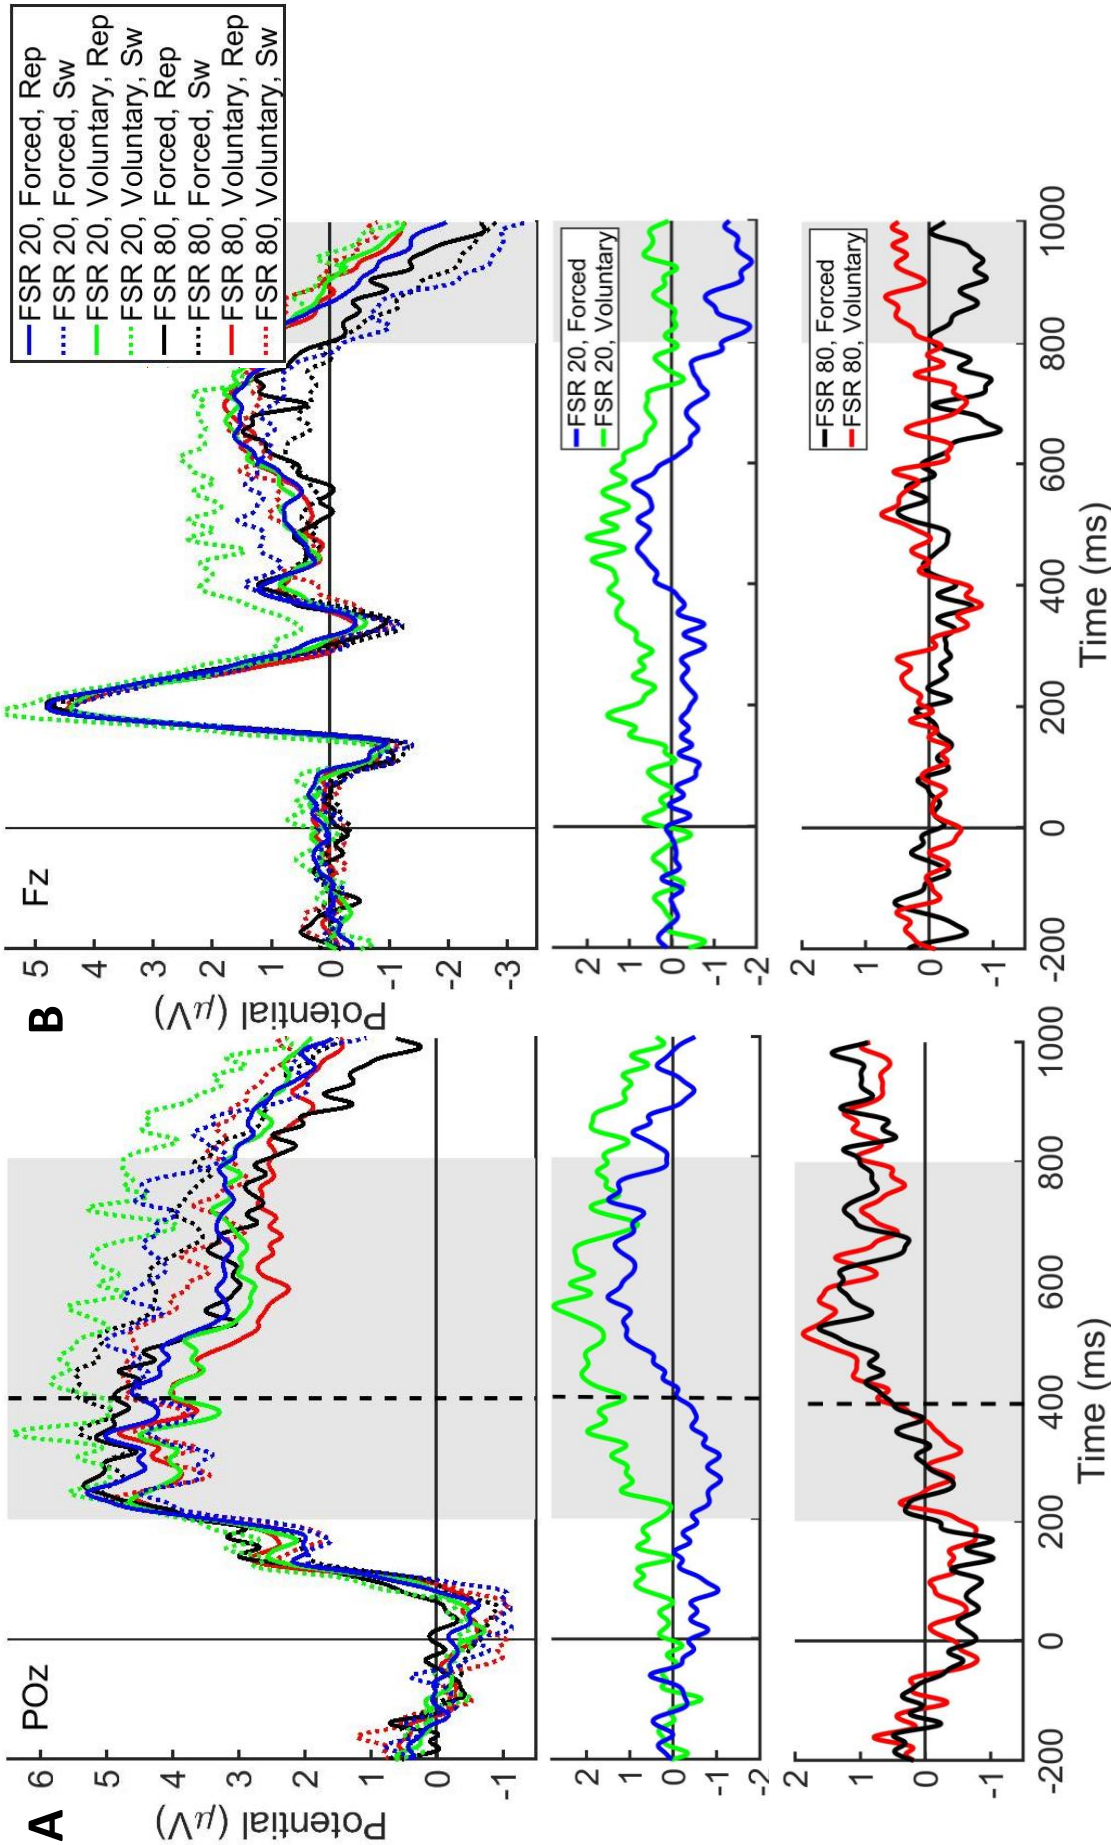 A
POz
Potential (μV)
6
5
4
3
2
1
0
-1
2
1
0
-1
-2
2
1
0
-1
-200
0
200
400
600
800
1000
Time (ms)
B
Fz
Potential (μV)
5
4
3
2
1
0
-1
-2
-3
FSR 20, Forced, Rep
FSR 20, Forced, Sw
FSR 20, Voluntary, Rep
FSR 20, Voluntary, Sw
FSR 80, Forced, Rep
FSR 80, Forced, Sw
FSR 80, Voluntary, Rep
FSR 80, Voluntary, Sw
2
1
0
-1
-2
FSR 20, Forced
FSR 20, Voluntary
2
1
0
-1
FSR 80, Forced
FSR 80, Voluntary
-200
0
200
400
600
800
1000
Time (ms)